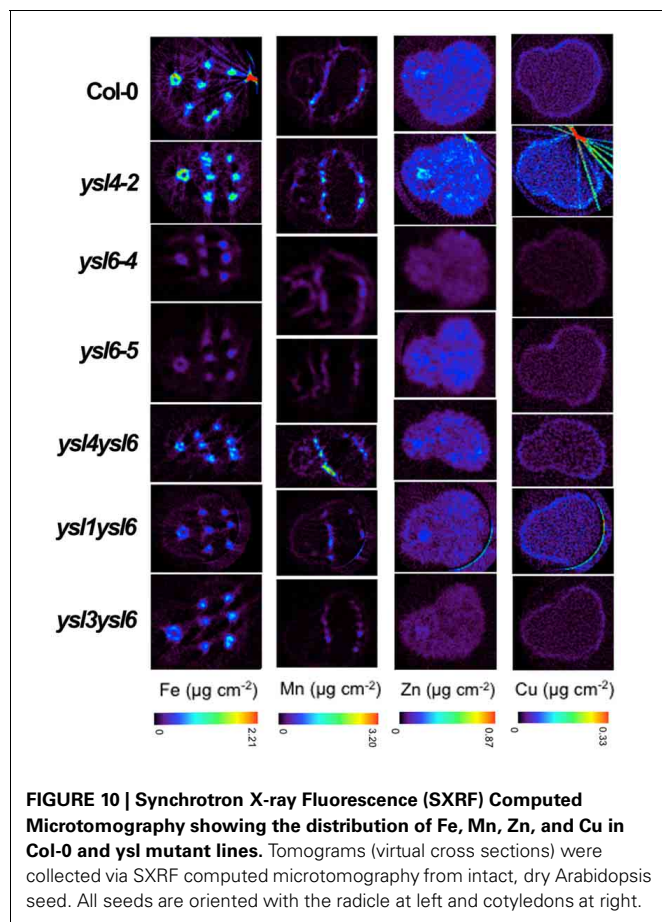 Col-0
ysl4-2
ysl6-4
ysl6-5
ysl4ysl6
ysl1ysl6
ysl3ysl6
Fe (µg cm-2) Mn (µg cm-2) Zn (µg cm-2) Cu (µg cm-2)
0 2.21 0 3.20 0 0.87 0 0.33
FIGURE 10 | Synchrotron X-ray Fluorescence (SXRF) Computed
Microtomography showing the distribution of Fe, Mn, Zn, and Cu in
Col-0 and ysl mutant lines. Tomograms (virtual cross sections) were
collected via SXRF computed microtomography from intact, dry Arabidopsis
seed. All seeds are oriented with the radicle at left and cotyledons at right.